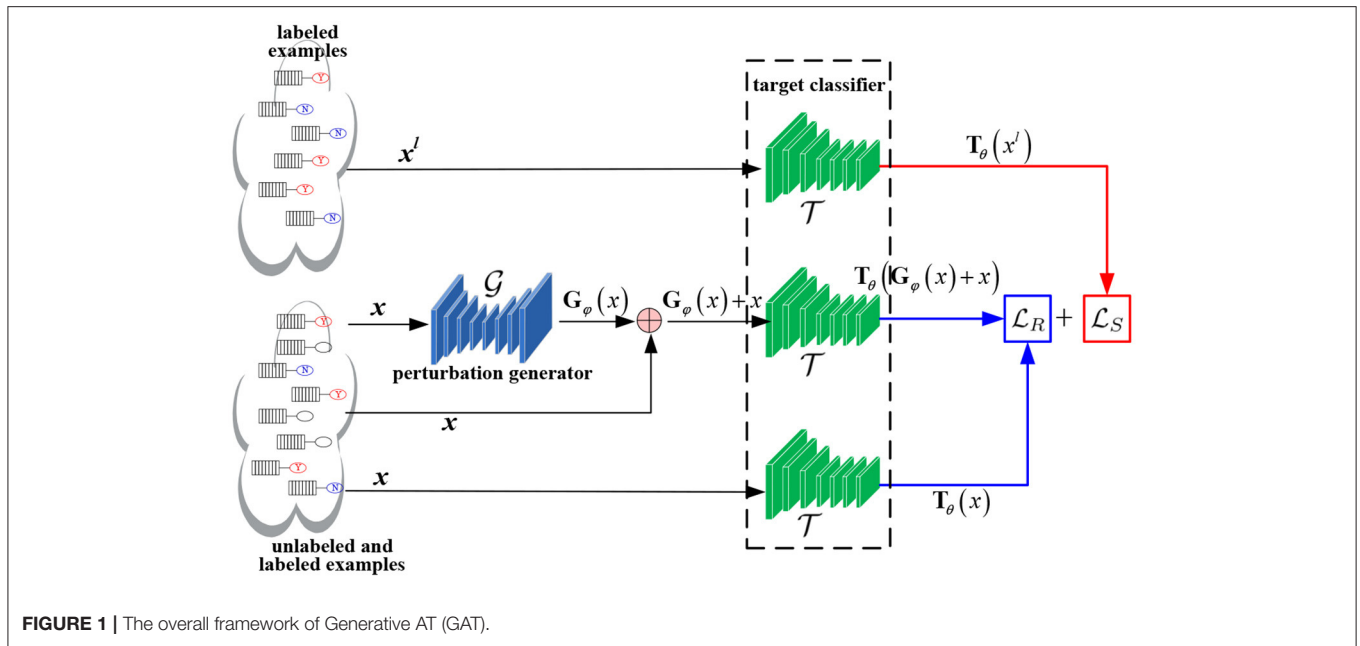 labeled
examples
Y
N
N
Y
Y
N
x^l
target classifier
𝒯
T_θ(x^l)
x
𝒢
G_φ(x)
G_φ(x)+x
perturbation generator
x
𝒯
T_θ(G_φ(x)+x)
ℒ_R + ℒ_S
Y
N
Y
Y
N
x
𝒯
T_θ(x)
unlabeled and
labeled examples
FIGURE 1 | The overall framework of Generative AT (GAT).